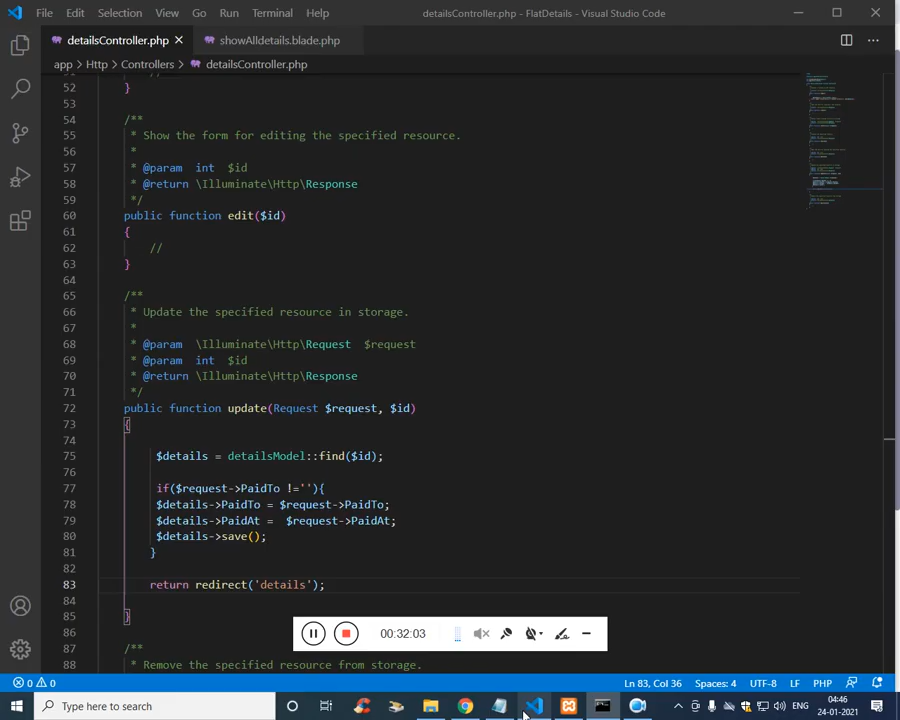 File Edit Selection View Go Run Terminal Help detailsController.php - FlatDetails - Visual Studio Code
detailsController.php showAlldetails.blade.php
app > Http > Controllers > detailsController.php
52 }
53
54 /**
55 * Show the form for editing the specified resource.
56 *
57 * @param int $id
58 * @return \Illuminate\Http\Response
59 */
60 public function edit($id)
61 {
62 //
63 }
64
65 /**
66 * Update the specified resource in storage.
67 *
68 * @param \Illuminate\Http\Request $request
69 * @param int $id
70 * @return \Illuminate\Http\Response
71 */
72 public function update(Request $request, $id)
73 {
74
75 $details = detailsModel::find($id);
76
77 if($request->PaidTo !=''){
78 $details->PaidTo = $request->PaidTo;
79 $details->PaidAt = $request->PaidAt;
80 $details->save();
81 }
82
83 return redirect('details');
84
85 }
86
87 /**
88 * Remove the specified resource from storage.
00:32:03
0 0 Ln 83, Col 36 Spaces: 4 UTF-8 LF PHP
Type here to search ENG 04:46
24-01-2021